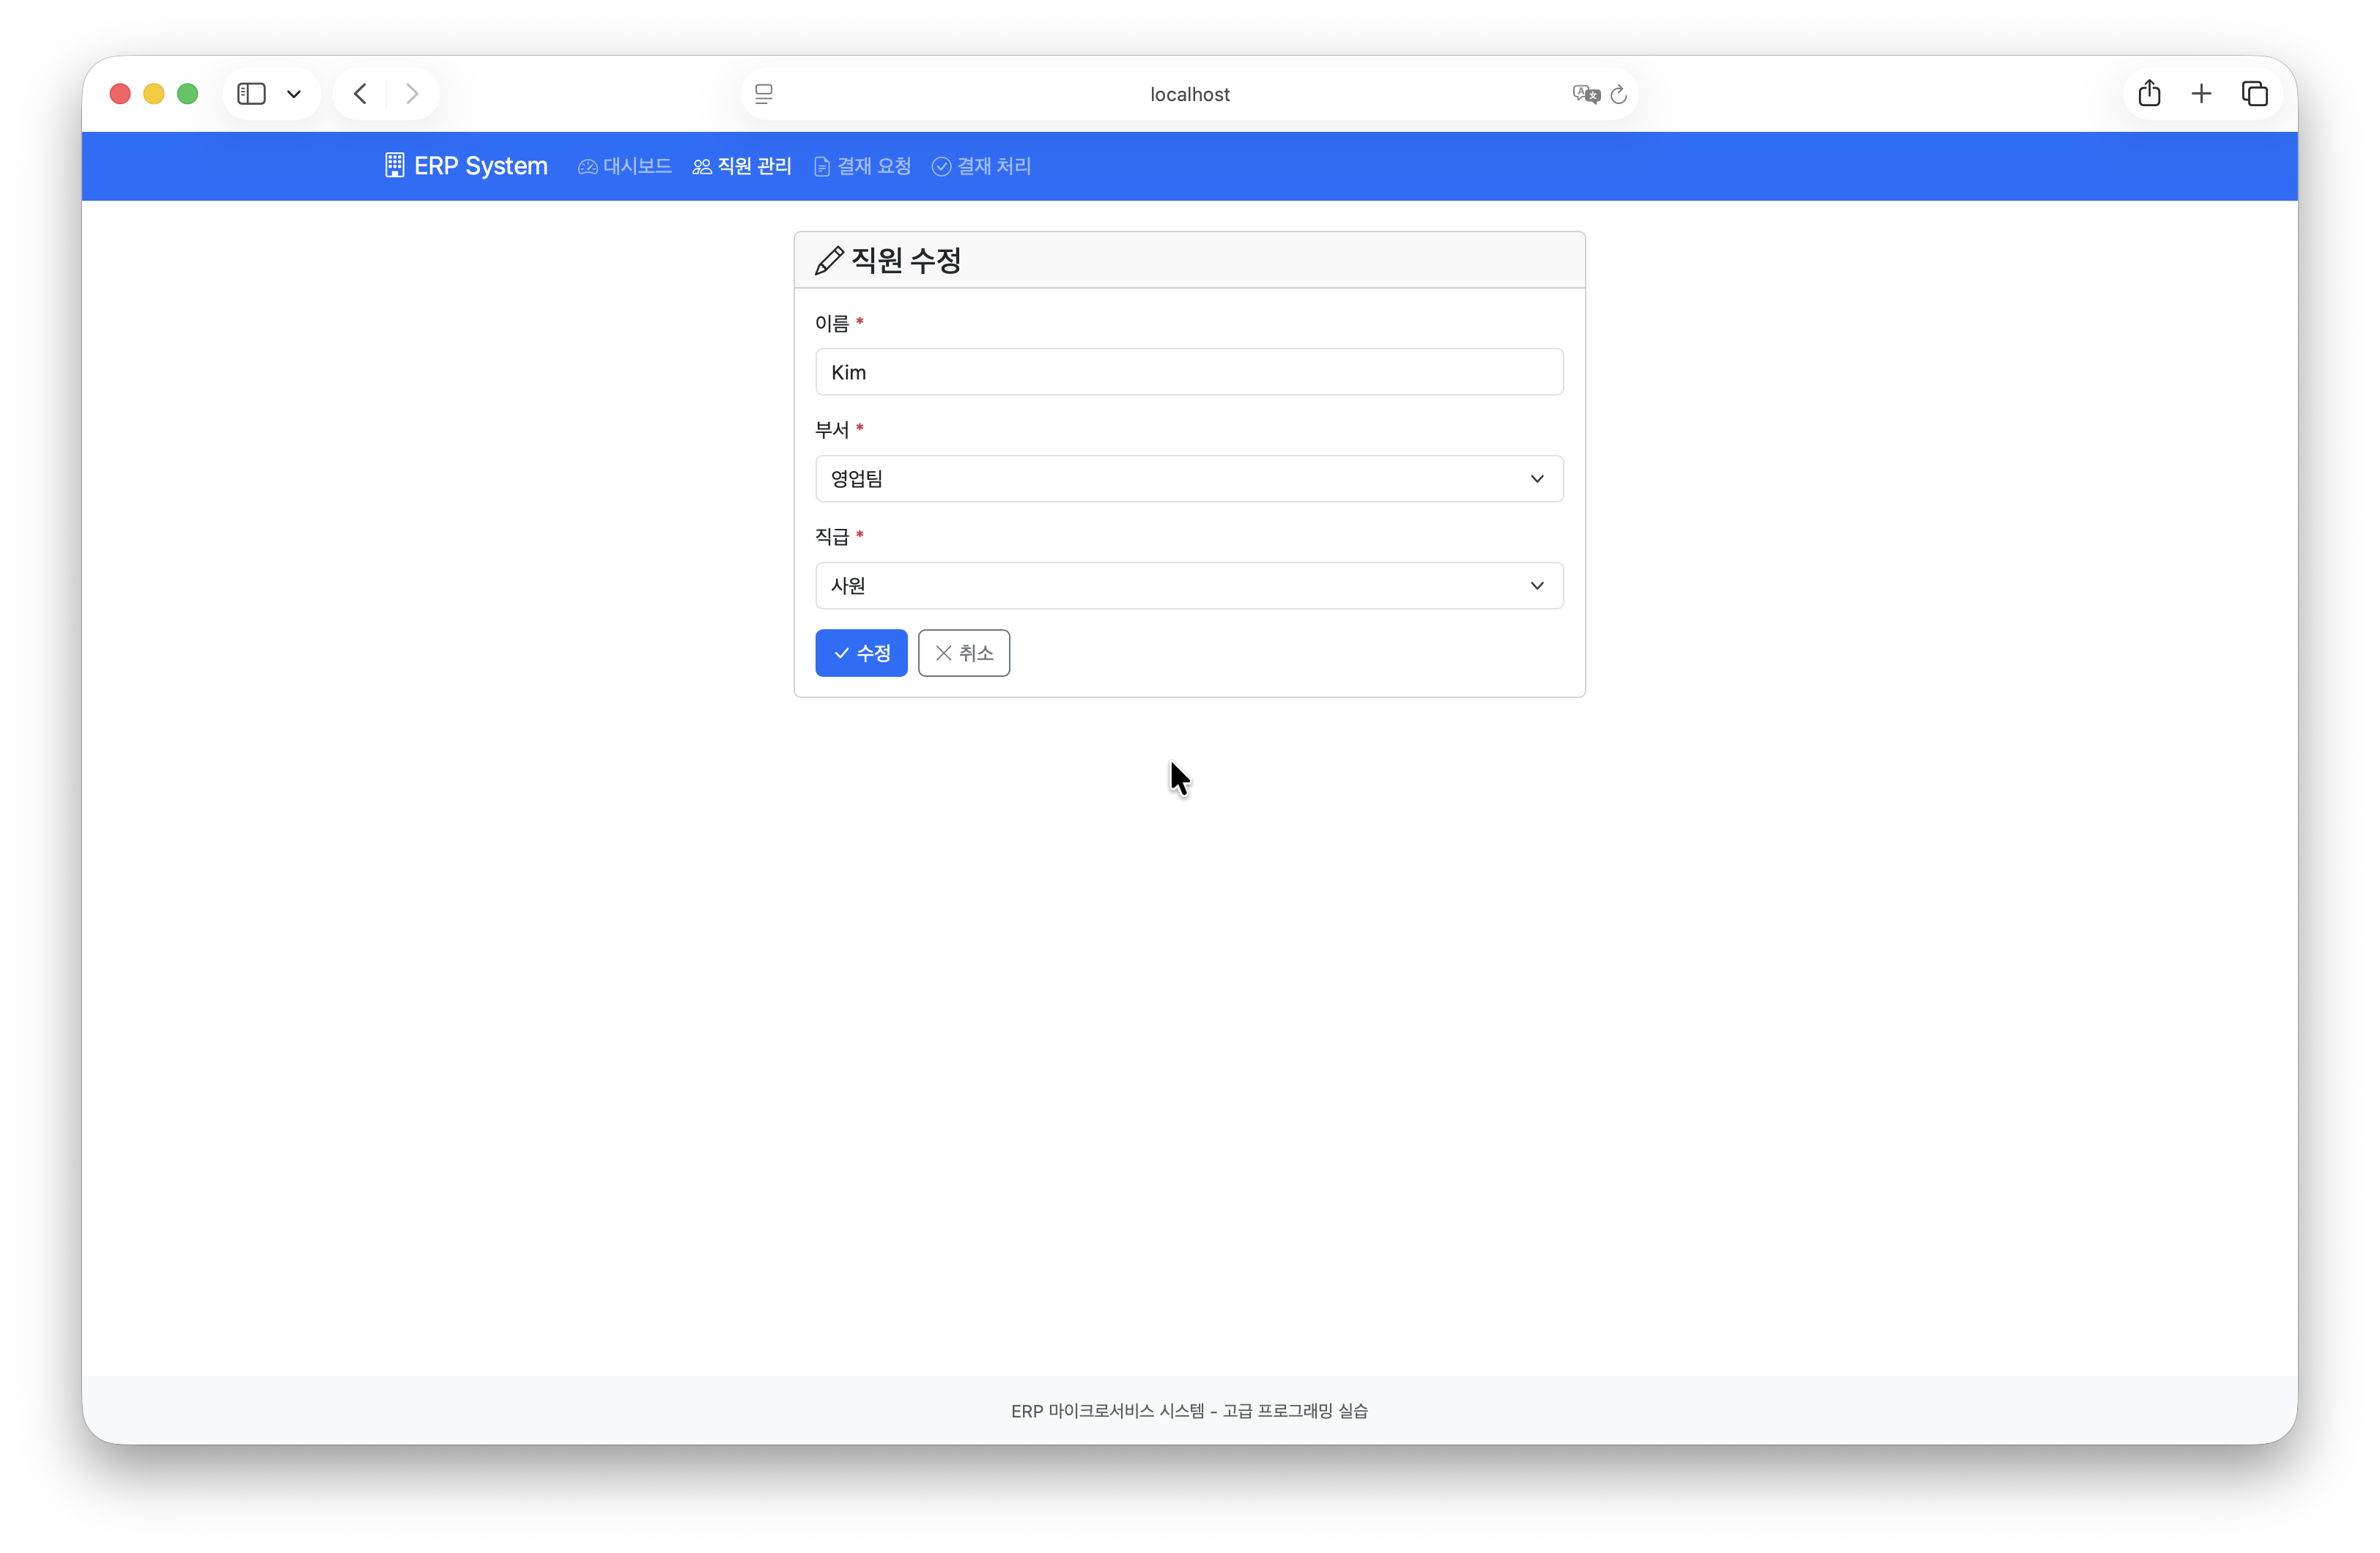 localhost
ERP System 대시보드 직원 관리 결재 요청 결재 처리
직원 수정
이름 *
Kim
부서 *
영업팀
직급 *
사원
수정 취소
ERP 마이크로서비스 시스템 - 고급 프로그래밍 실습